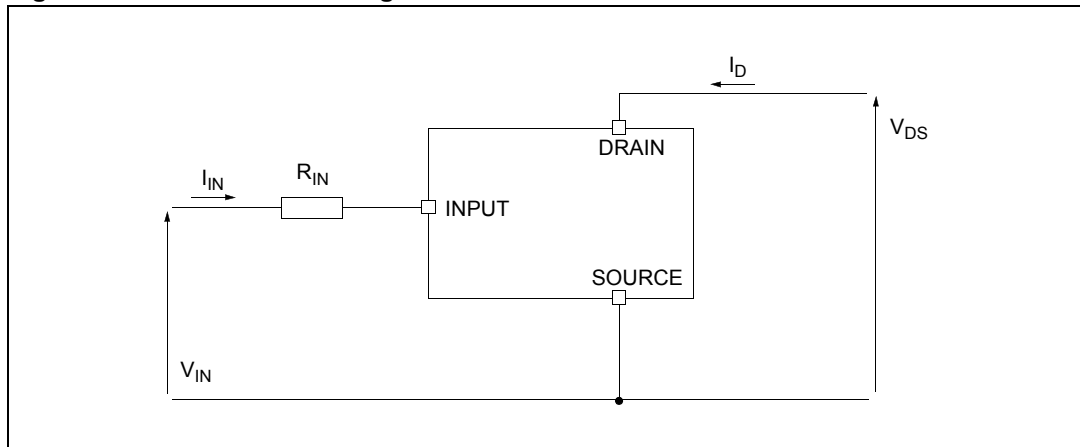 I_D
V_DS
DRAIN
R_IN
I_IN
INPUT
SOURCE
V_IN